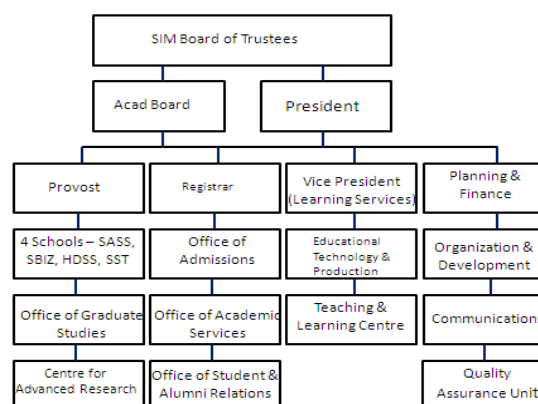 SIM Board of Trustees
Acad Board
President
Provost
Registrar
Vice President
(Learning Services)
Planning &
Finance
4 Schools – SASS,
SBIZ, HDSS, SST
Office of
Admissions
Educational
Technology &
Production
Organization &
Development
Office of Graduate
Studies
Office of Academic
Services
Teaching &
Learning Centre
Communication
Centre for
Advanced Research
Office of Student &
Alumni Relations
Quality
Assurance Unit